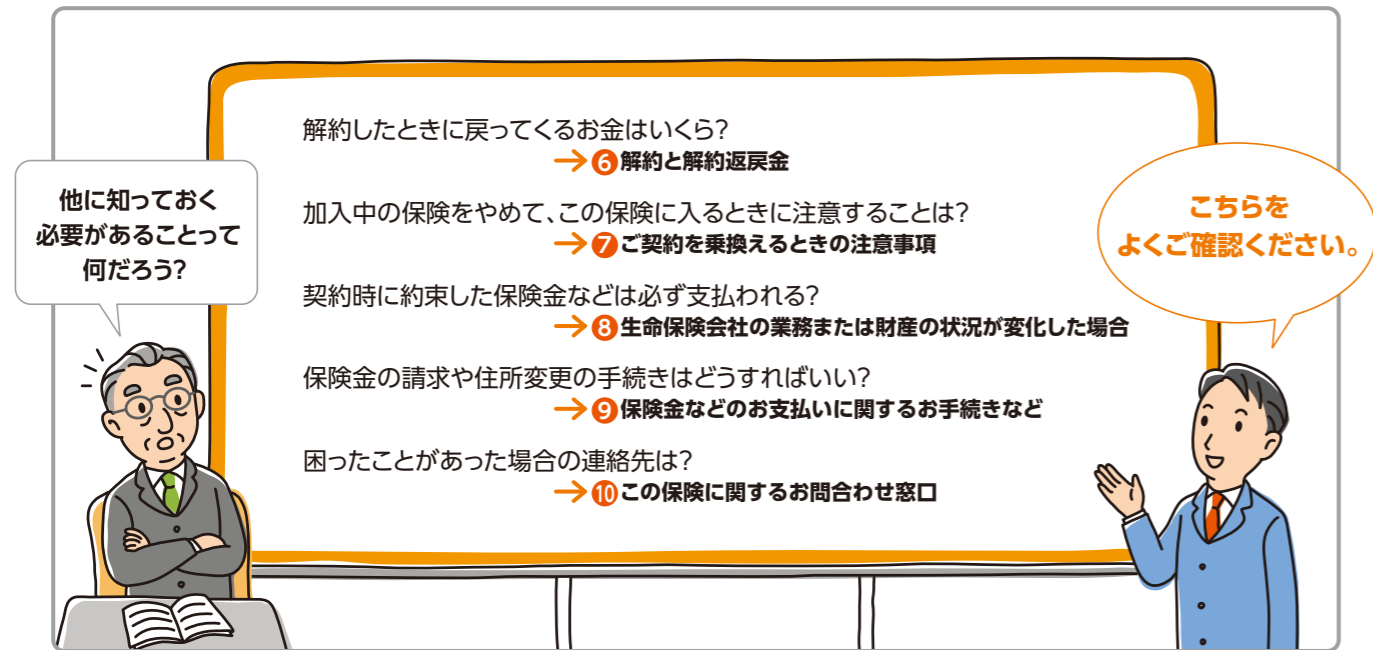 他に知っておく
必要があることって
何だろう?
解約したときに戻ってくるお金はいくら?
→❻解約と解約返戻金
加入中の保険をやめて、この保険に入るときに注意することは?
→❼ご契約を乗換えるときの注意事項
契約時に約束した保険金などは必ず支払われる?
→❽生命保険会社の業務または財産の状況が変化した場合
保険金の請求や住所変更の手続きはどうすればいい?
→❾保険金などのお支払いに関するお手続きなど
困ったことがあった場合の連絡先は?
→❿この保険に関するお問合わせ窓口
こちらを
よくご確認ください。